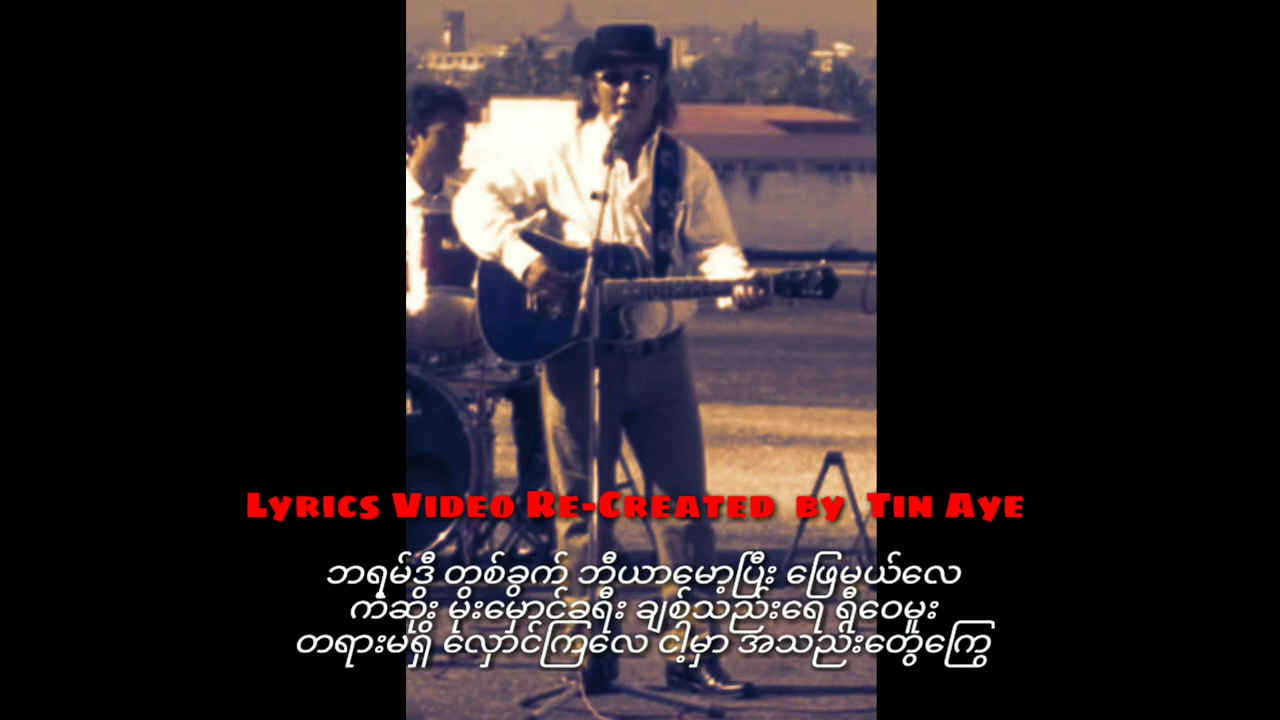 Lyrics Video Re-Created by Tin Aye
ဘရမ်ဒီ တစ်ခွက် ဘီယာမော့ပြီး ဖြေမယ်လေ
ကံဆိုး မိုးမှောင်ခရီး ချစ်သည်းရေ ရီဝေမူး
တရားမရှိ လှောင်ကြလေ ငါ့မှာ အသည်းတွေကြွေ